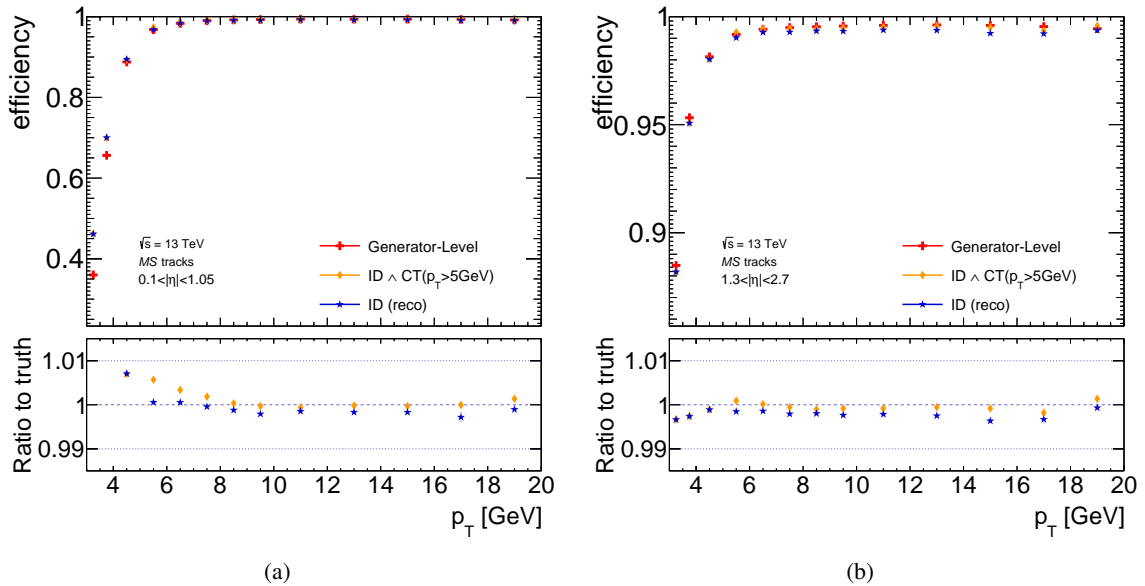 efficiency
1
0.8
0.6
0.4
√s = 13 TeV
MS tracks
0.1<|η|<1.05
Generator-Level
ID ∧ CT(p_T>5GeV)
ID (reco)
Ratio to truth
1.01
1
0.99
4 6 8 10 12 14 16 18 20
p_T [GeV]
(a)
efficiency
1
0.95
0.9
√s = 13 TeV
MS tracks
1.3<|η|<2.7
Generator-Level
ID ∧ CT(p_T>5GeV)
ID (reco)
Ratio to truth
1.01
1
0.99
4 6 8 10 12 14 16 18 20
p_T [GeV]
(b)